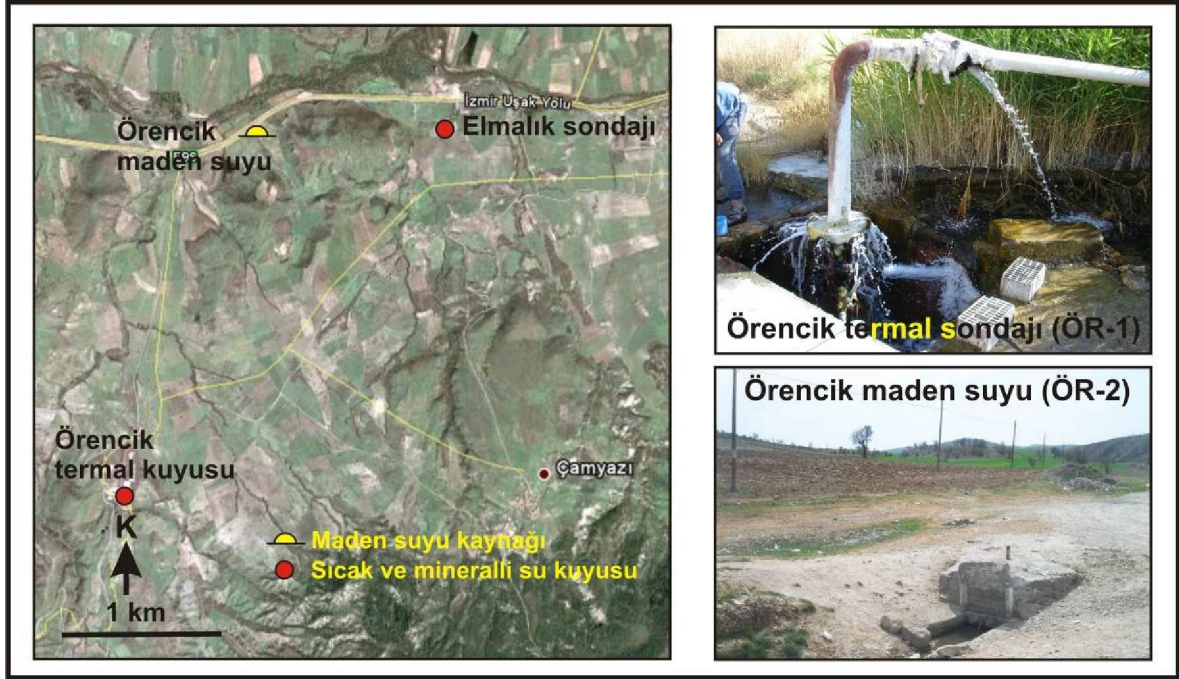 İzmir Uşak Yolu
Örencik
maden suyu
Elmalık sondajı
Örencik
termal kuyusu
Çamyazı
K
1 km
Maden suyu kaynağı
Sıcak ve mineralli su kuyusu
Örencik termal sondajı (ÖR-1)
Örencik maden suyu (ÖR-2)